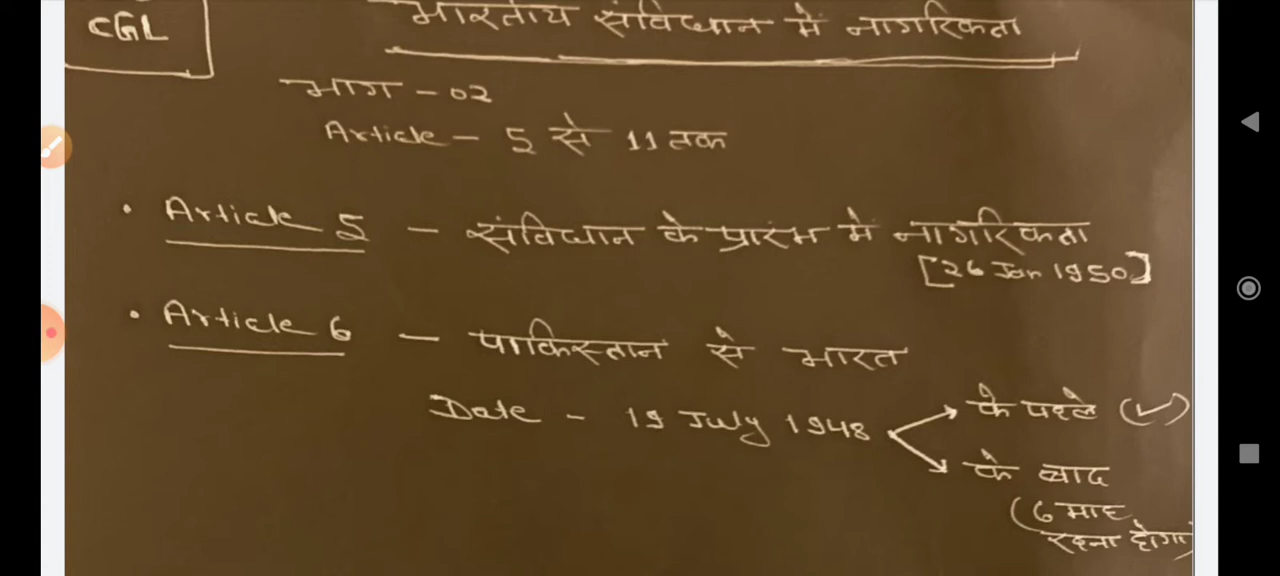 CGL
भारतीय संविधान में नागरिकता
भाग - 02
Article - 5 से 11 तक
• Article 5 - संविधान के प्रारंभ में नागरिकता
[26 Jan 1950]
• Article 6 - पाकिस्तान से भारत
Date - 19 July 1948
के पहले (✓)
के बाद
(6 माह
रहना होगा)